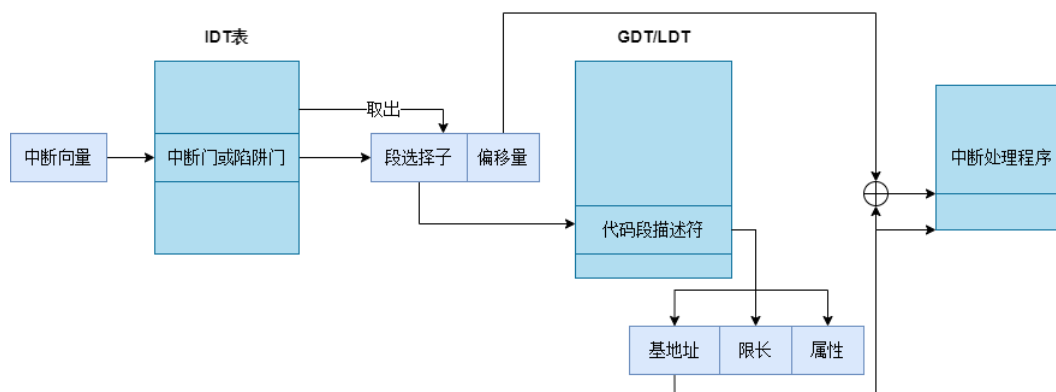 IDT表
GDT/LDT
取出
中断向量
中断门或陷阱门
段选择子
偏移量
中断处理程序
代码段描述符
基地址
限长
属性